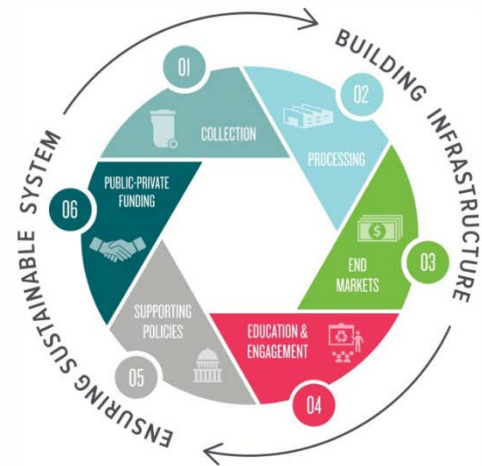 BUILDING INFRASTRUCTURE
01
COLLECTION
02
PROCESSING
$
END
MARKETS
03
EDUCATION &
ENGAGEMENT
04
SUPPORTING
POLICIES
05
PUBLIC-PRIVATE
FUNDING
06
ENSURING SUSTAINABLE SYSTEM